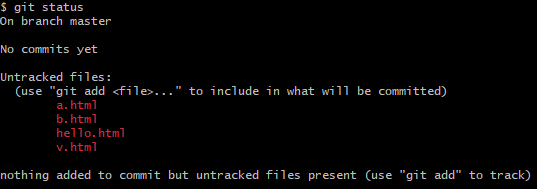 $ git status
On branch master
No commits yet
Untracked files:
(use "git add <file>..." to include in what will be committed)
a.html
b.html
hello.html
v.html
nothing added to commit but untracked files present (use "git add" to track)